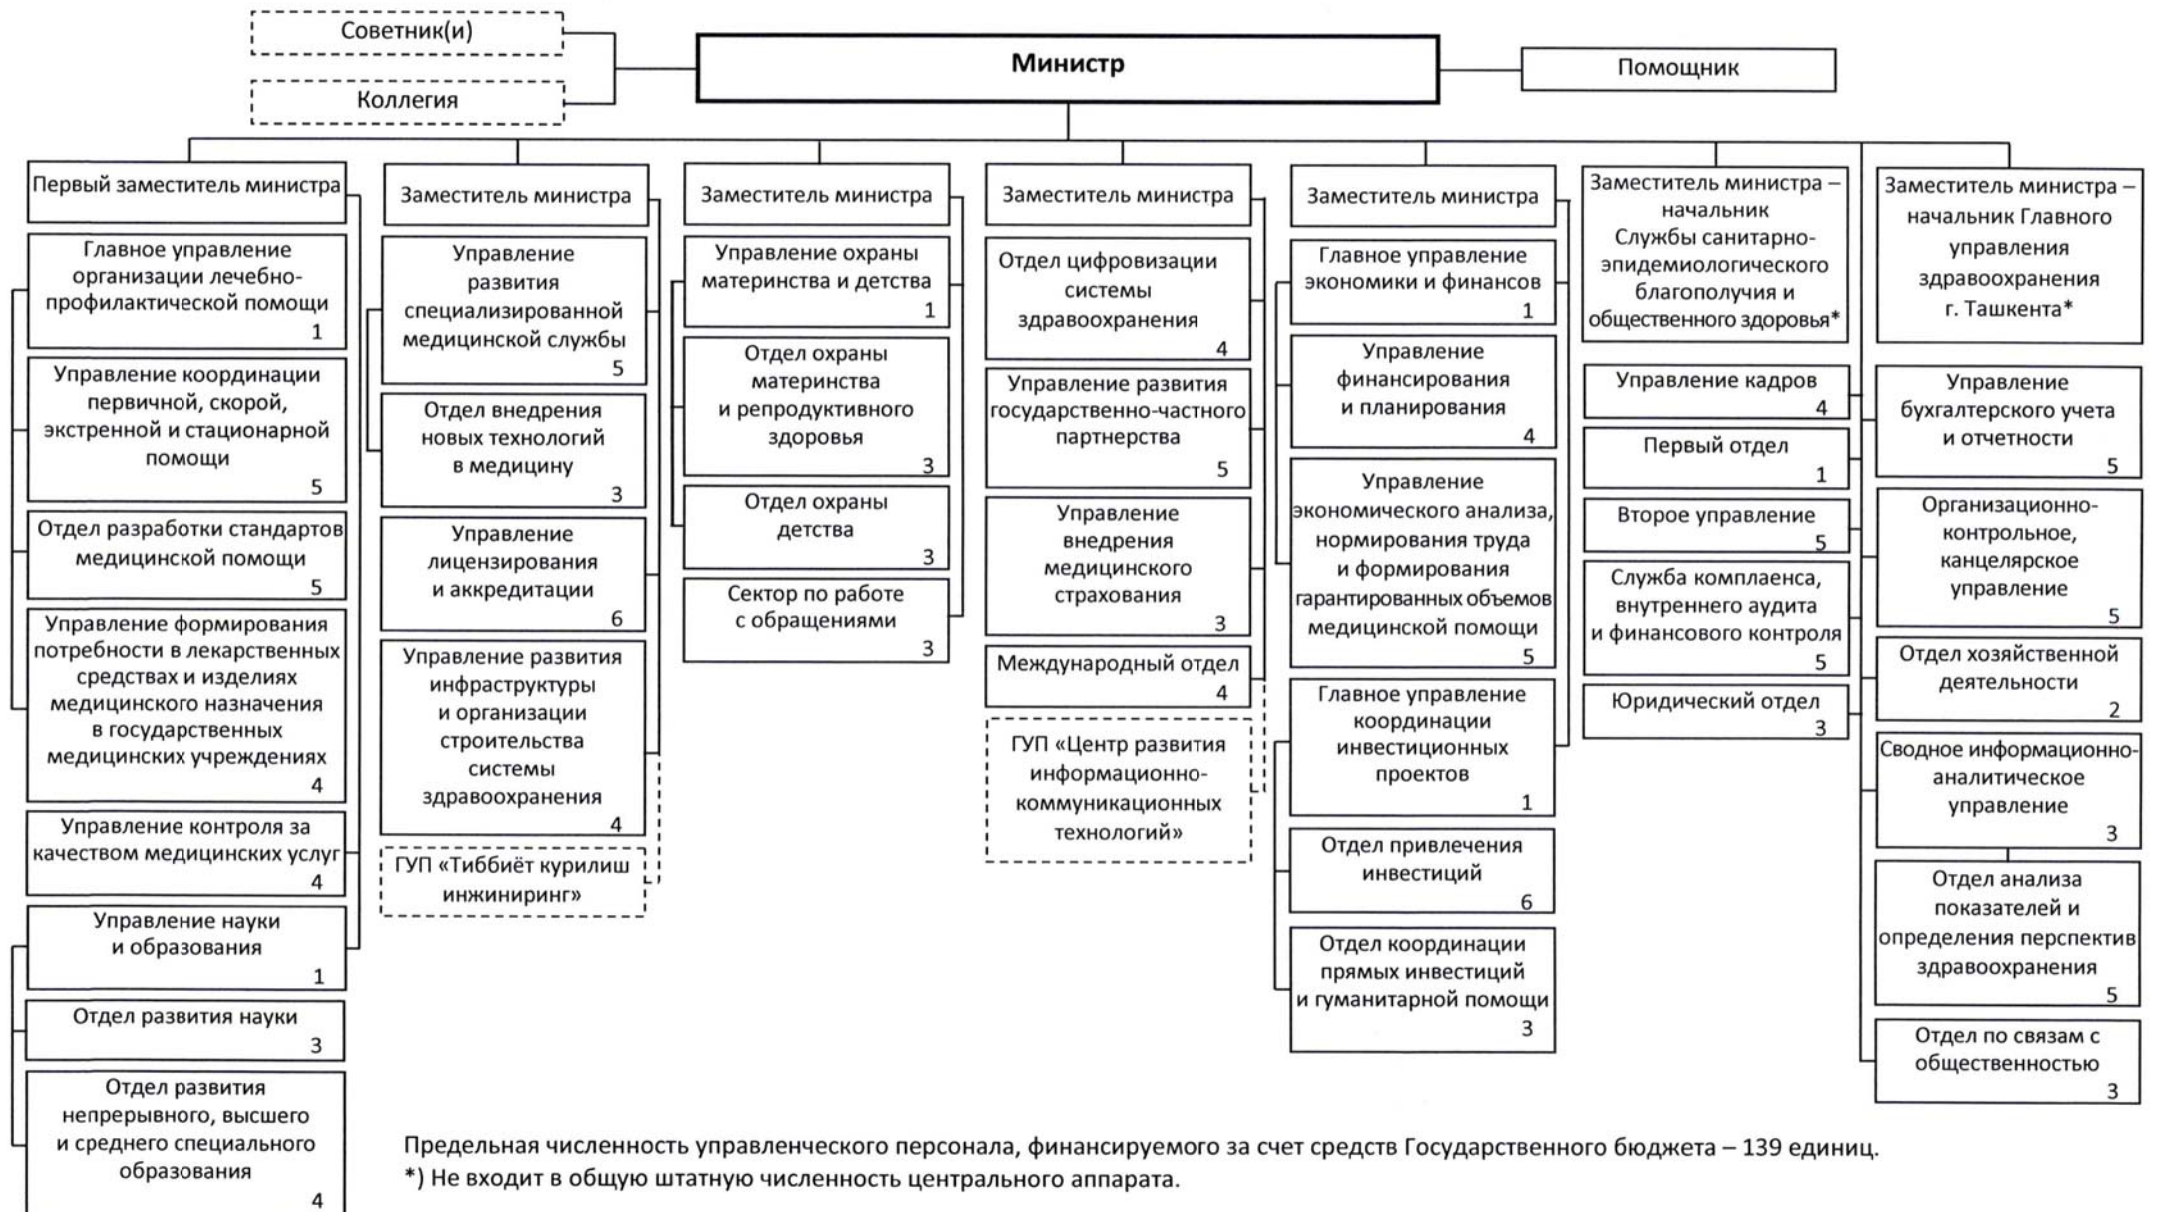 Советник(и)
Коллегия
Министр
Помощник
Первый заместитель министра
Главное управление
организации лечебно-
профилактической помощи
1
Управление координации
первичной, скорой,
экстренной и стационарной
помощи
5
Отдел разработки стандартов
медицинской помощи
5
Управление формирования
потребности в лекарственных
средствах и изделиях
медицинского назначения
в государственных
медицинских учреждениях
4
Управление контроля за
качеством медицинских услуг
4
Управление науки
и образования
1
Отдел развития науки
3
Отдел развития
непрерывного, высшего
и среднего специального
образования
4
Заместитель министра
Управление
развития
специализированной
медицинской службы
5
Отдел внедрения
новых технологий
в медицину
3
Управление
лицензирования
и аккредитации
6
Управление развития
инфраструктуры
и организации
строительства
системы
здравоохранения
4
ГУП «Тиббиёт курилиш
инжиниринг»
Заместитель министра
Управление охраны
материнства и детства
1
Отдел охраны
материнства
и репродуктивного
здоровья
3
Отдел охраны
детства
3
Сектор по работе
с обращениями
3
Заместитель министра
Отдел цифровизации
системы
здравоохранения
4
Управление развития
государственно-частного
партнерства
5
Управление
внедрения
медицинского
страхования
3
Международный отдел
4
ГУП «Центр развития
информационно-
коммуникационных
технологий»
Заместитель министра
Главное управление
экономики и финансов
1
Управление
финансирования
и планирования
4
Управление
экономического анализа,
нормирования труда
и формирования
гарантированных объемов
медицинской помощи
5
Главное управление
координации
инвестиционных
проектов
1
Отдел привлечения
инвестиций
6
Отдел координации
прямых инвестиций
и гуманитарной помощи
3
Заместитель министра –
начальник
Службы санитарно-
эпидемиологического
благополучия и
общественного здоровья*
Управление кадров
4
Первый отдел
1
Второе управление
5
Служба комплаенса,
внутреннего аудита
и финансового контроля
5
Юридический отдел
3
Заместитель министра –
начальник Главного
управления
здравоохранения
г. Ташкента*
Управление
бухгалтерского учета
и отчетности
5
Организационно-
контрольное,
канцелярское
управление
5
Отдел хозяйственной
деятельности
2
Сводное информационно-
аналитическое
управление
3
Отдел анализа
показателей и
определения перспектив
здравоохранения
5
Отдел по связам с
общественностью
3
Предельная численность управленческого персонала, финансируемого за счет средств Государственного бюджета – 139 единиц.
*) Не входит в общую штатную численность центрального аппарата.